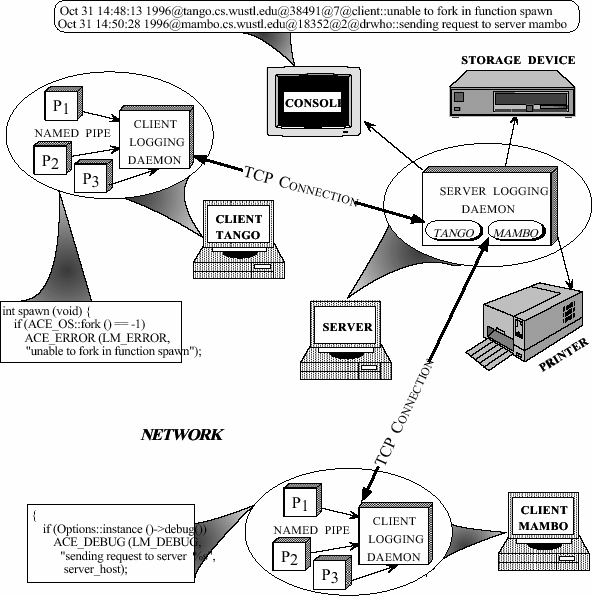 Oct 31 14:48:13 1996@tango.cs.wustl.edu@38491@7@client::unable to fork in function spawn
Oct 31 14:50:28 1996@mambo.cs.wustl.edu@18352@2@drwho::sending request to server mambo
CONSOLE
STORAGE DEVICE
P1
NAMED PIPE
P2
P3
CLIENT
LOGGING
DAEMON
TCP CONNECTION
SERVER LOGGING
DAEMON
TANGO
MAMBO
CLIENT
TANGO
SERVER
PRINTER
int spawn (void) {
if (ACE_OS::fork () == -1)
ACE_ERROR (LM_ERROR,
"unable to fork in function spawn");
TCP CONNECTION
NETWORK
{
if (Options::instance ()->debug())
ACE_DEBUG (LM_DEBUG,
"sending request to server %s",
server_host);
P1
NAMED PIPE
P2
P3
CLIENT
LOGGING
DAEMON
CLIENT
MAMBO